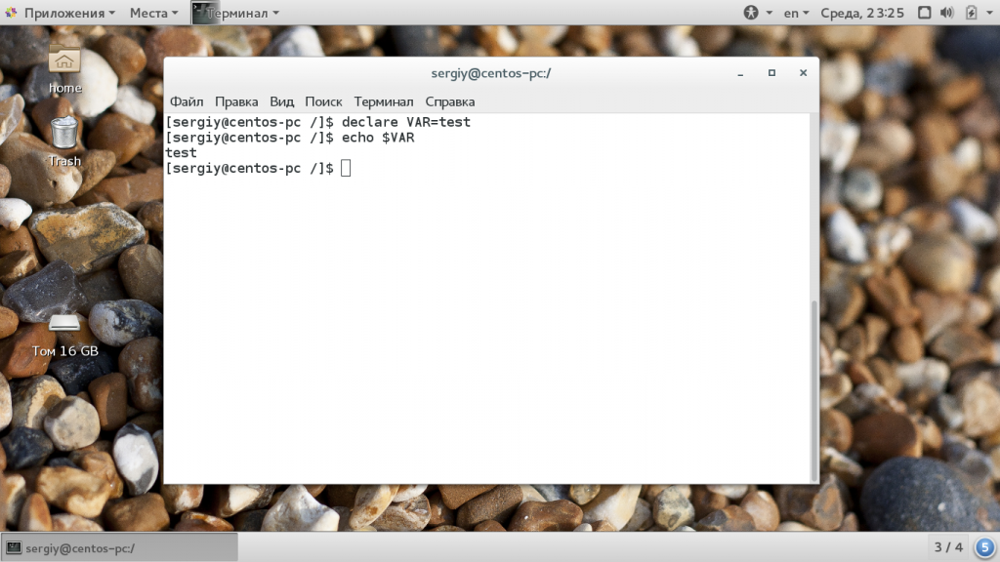 Приложения Места Терминал en Среда, 23:25
home
Trash
Том 16 GB
sergiy@centos-pc:/
Файл Правка Вид Поиск Терминал Справка
[sergiy@centos-pc /]$ declare VAR=test
[sergiy@centos-pc /]$ echo $VAR
test
[sergiy@centos-pc /]$
sergiy@centos-pc:/ 3 / 4 5